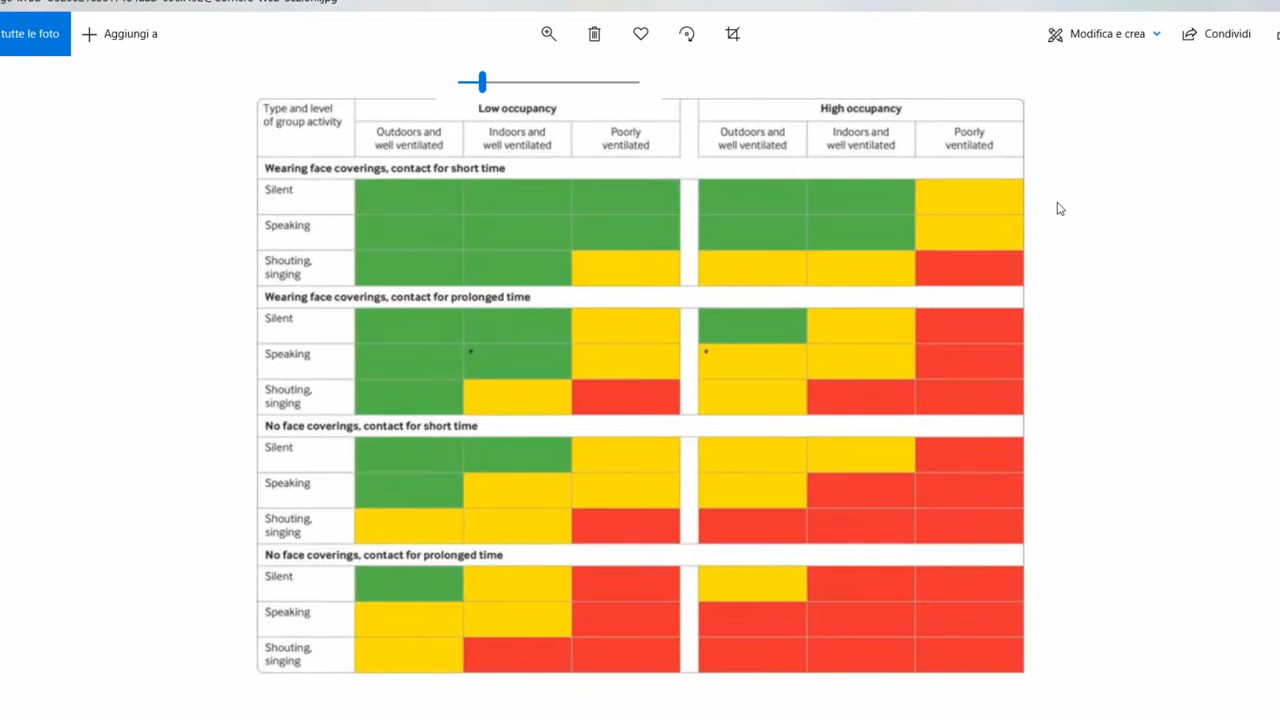 tutte le foto
Aggiungi a
Modifica e crea
Condividi
Type and level
of group activity
Low occupancy
High occupancy
Outdoors and
well ventilated
Indoors and
well ventilated
Poorly
ventilated
Outdoors and
well ventilated
Indoors and
well ventilated
Poorly
ventilated
Wearing face coverings, contact for short time
Silent
Speaking
Shouting,
singing
Wearing face coverings, contact for prolonged time
Silent
Speaking
Shouting,
singing
No face coverings, contact for short time
Silent
Speaking
Shouting,
singing
No face coverings, contact for prolonged time
Silent
Speaking
Shouting,
singing